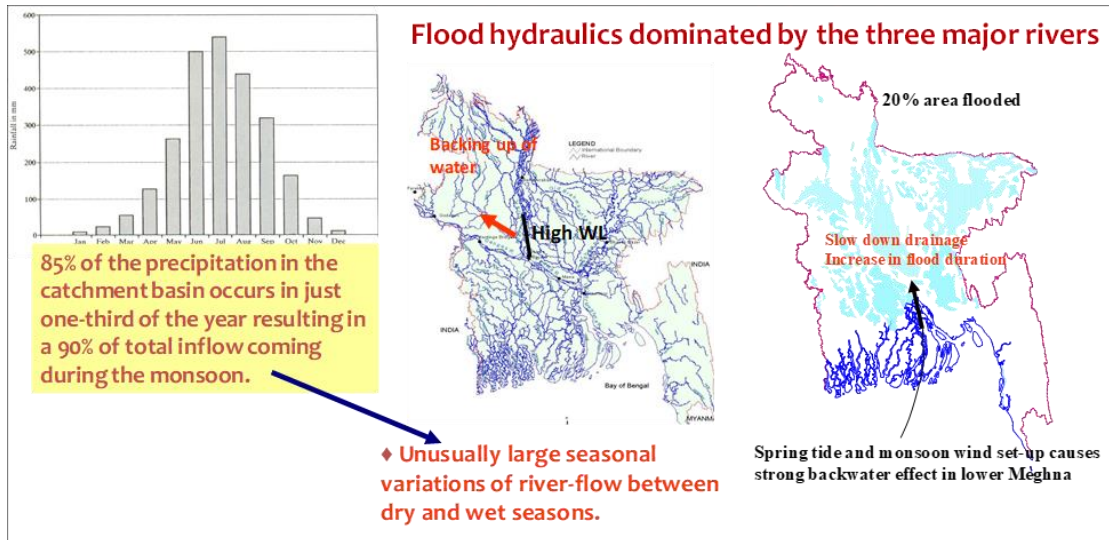 Flood hydraulics dominated by the three major rivers
600
500
400
300
200
100
0
Rainfall in mm
Jan Feb Mar Apr May Jun Jul Aug Sep Oct Nov Dec
85% of the precipitation in the
catchment basin occurs in just
one-third of the year resulting in
a 90% of total inflow coming
during the monsoon.
Backing up of
water
LEGEND
International Boundary
River
High WL
INDIA
INDIA
Bay of Bengal
MYANM
♦ Unusually large seasonal
variations of river-flow between
dry and wet seasons.
20% area flooded
Slow down drainage
Increase in flood duration
Spring tide and monsoon wind set-up causes
strong backwater effect in lower Meghna